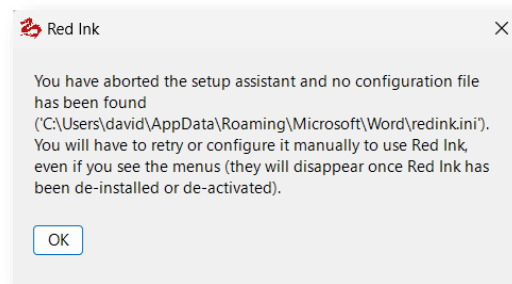 Red Ink
You have aborted the setup assistant and no configuration file
has been found
('C:\Users\david\AppData\Roaming\Microsoft\Word\redink.ini').
You will have to retry or configure it manually to use Red Ink,
even if you see the menus (they will disappear once Red Ink has
been de-installed or de-activated).
OK